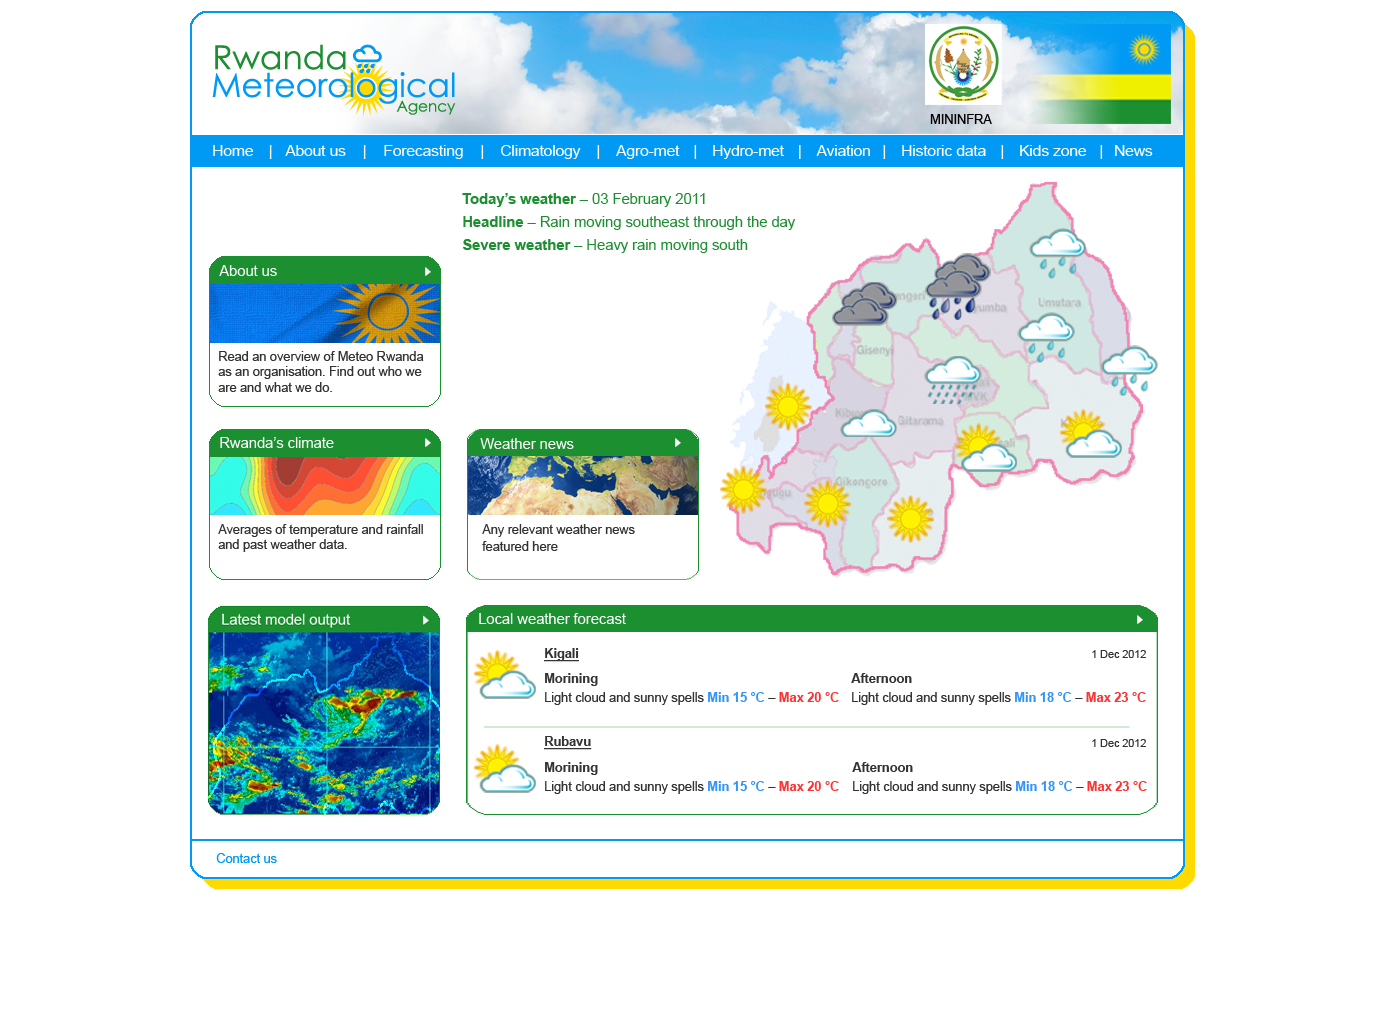 Rwanda
Meteorological
Agency
MININFRA
Home | About us | Forecasting | Climatology | Agro-met | Hydro-met | Aviation | Historic data | Kids zone | News
Today's weather – 03 February 2011
Headline – Rain moving southeast through the day
Severe weather – Heavy rain moving south
Umutara
Gisenyi
Gitarama
Gikongoro
About us
Read an overview of Meteo Rwanda
as an organisation. Find out who we
are and what we do.
Rwanda's climate
Averages of temperature and rainfall
and past weather data.
Weather news
Any relevant weather news
featured here
Latest model output
Local weather forecast
Kigali
1 Dec 2012
Morining
Afternoon
Light cloud and sunny spells Min 15 °C – Max 20 °C
Light cloud and sunny spells Min 18 °C – Max 23 °C
Rubavu
1 Dec 2012
Morining
Afternoon
Light cloud and sunny spells Min 15 °C – Max 20 °C
Light cloud and sunny spells Min 18 °C – Max 23 °C
Contact us